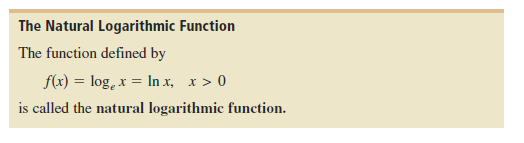 The Natural Logarithmic Function
The function defined by
f(x) = logₑ x = ln x, x > 0
is called the natural logarithmic function.